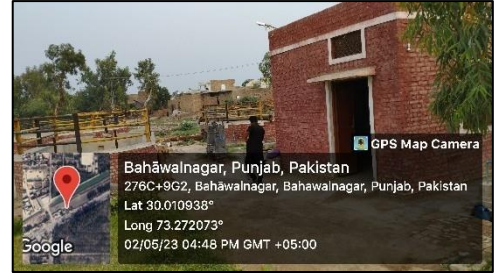 GPS Map Camera
Bahāwalnagar, Punjab, Pakistan
276C+9G2, Bahāwalnagar, Bahawalnagar, Punjab, Pakistan
Lat 30.010938°
Long 73.272073°
02/05/23 04:48 PM GMT +05:00
Google